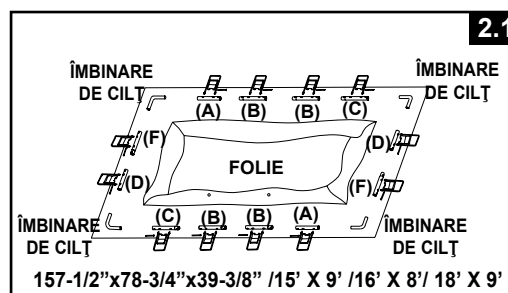 2.1
ÎMBINARE
DE CILŢ
ÎMBINARE
DE CILŢ
(A) (B) (B) (C)
(F)
(D)
FOLIE
(D)
(F)
(C) (B) (B) (A)
ÎMBINARE
DE CILŢ
ÎMBINARE
DE CILŢ
157-1/2”x78-3/4”x39-3/8” /15’ X 9’ /16’ X 8’/ 18’ X 9’